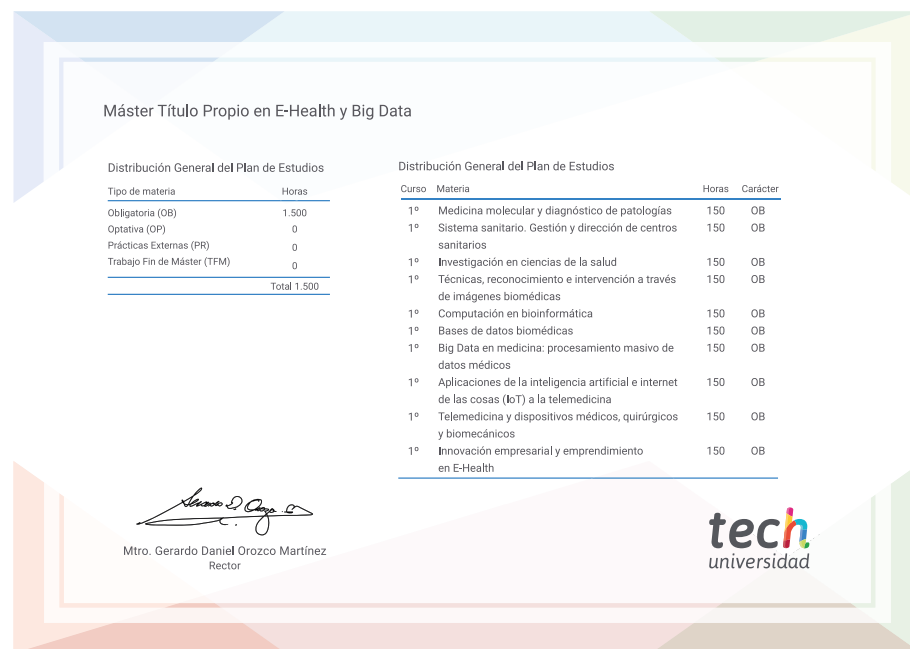 Máster Título Propio en E-Health y Big Data
Distribución General del Plan de Estudios
Tipo de materia Horas
Obligatoria (OB) 1.500
Optativa (OP) 0
Prácticas Externas (PR) 0
Trabajo Fin de Máster (TFM) 0
Total 1.500
Distribución General del Plan de Estudios
Curso Materia Horas Carácter
1º Medicina molecular y diagnóstico de patologías 150 OB
1º Sistema sanitario. Gestión y dirección de centros 150 OB
sanitarios
1º Investigación en ciencias de la salud 150 OB
1º Técnicas, reconocimiento e intervención a través 150 OB
de imágenes biomédicas
1º Computación en bioinformática 150 OB
1º Bases de datos biomédicas 150 OB
1º Big Data en medicina: procesamiento masivo de 150 OB
datos médicos
1º Aplicaciones de la inteligencia artificial e internet 150 OB
de las cosas (IoT) a la telemedicina
1º Telemedicina y dispositivos médicos, quirúrgicos 150 OB
y biomecánicos
1º Innovación empresarial y emprendimiento 150 OB
en E-Health
Mtro. Gerardo Daniel Orozco Martínez
Rector
tech
universidad